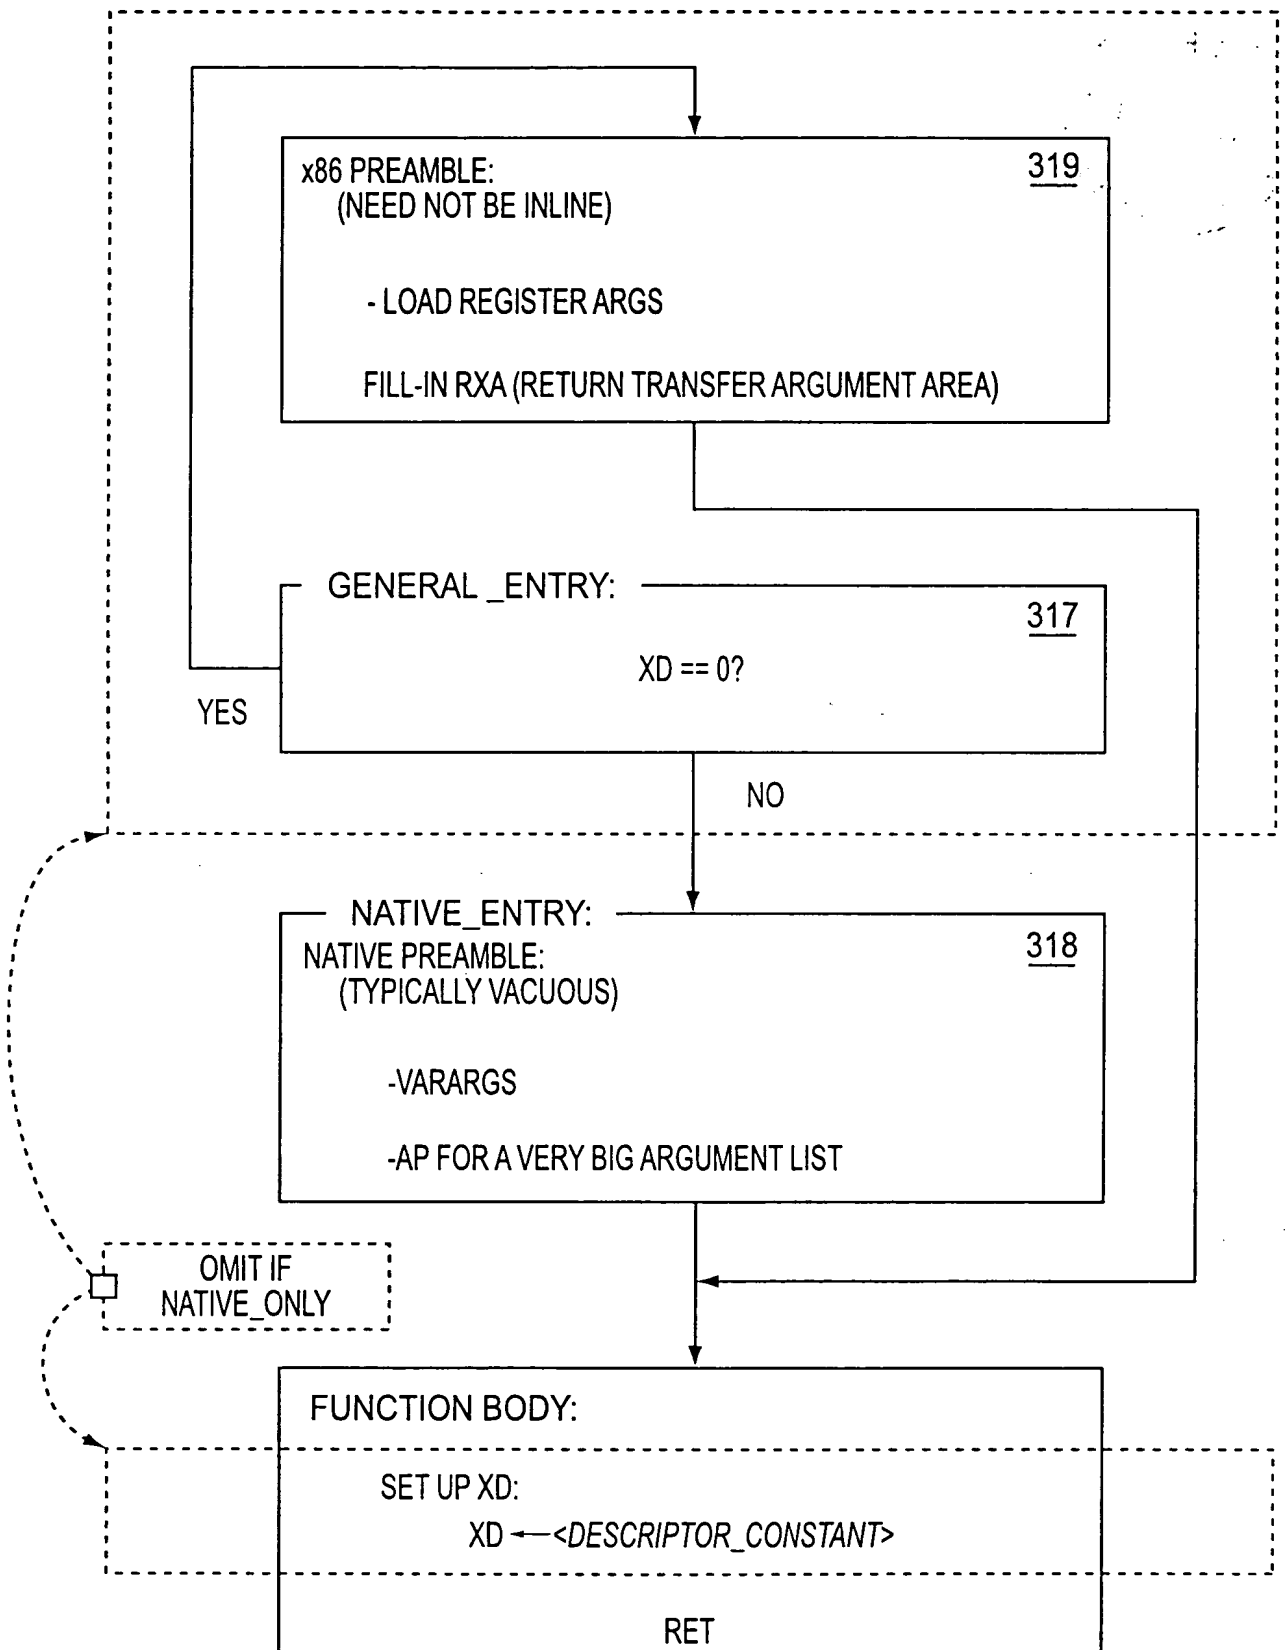 x86 PREAMBLE:
319
(NEED NOT BE INLINE)
- LOAD REGISTER ARGS
FILL-IN RXA (RETURN TRANSFER ARGUMENT AREA)
GENERAL _ENTRY:
317
XD == 0?
YES
NO
NATIVE_ENTRY:
318
NATIVE PREAMBLE:
(TYPICALLY VACUOUS)
-VARARGS
-AP FOR A VERY BIG ARGUMENT LIST
OMIT IF
NATIVE_ONLY
FUNCTION BODY:
SET UP XD:
XD ←<DESCRIPTOR_CONSTANT>
RET